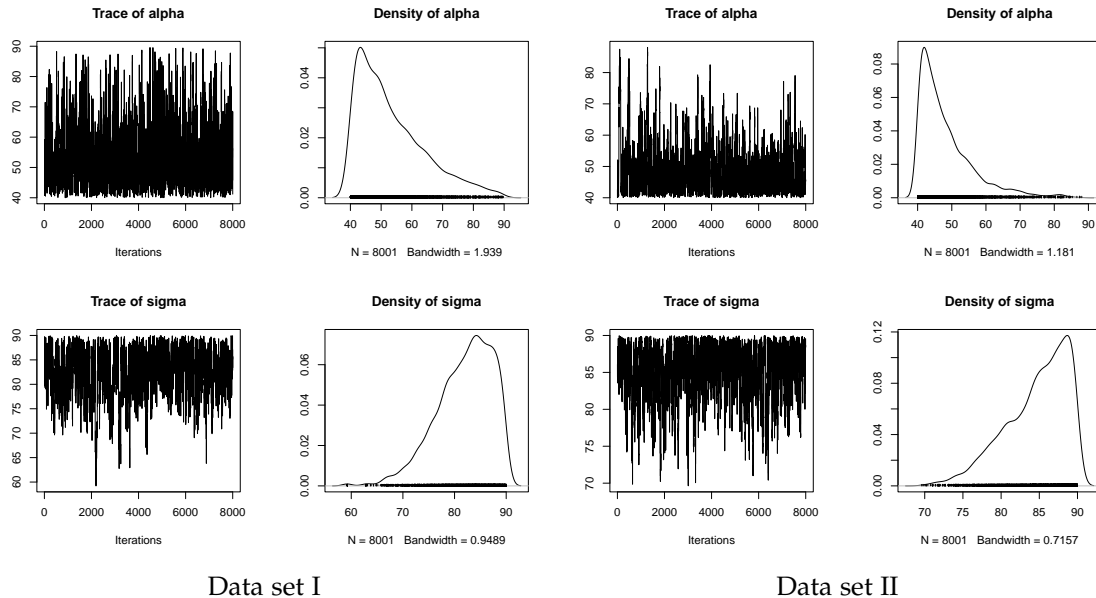 Trace of alpha
Density of alpha
Trace of alpha
Density of alpha
90
80
70
60
50
40
0 2000 4000 6000 8000
Iterations
0.04
0.02
0.00
40 50 60 70 80 90
N = 8001 Bandwidth = 1.939
80
70
60
50
40
0 2000 4000 6000 8000
Iterations
0.08
0.06
0.04
0.02
0.00
40 50 60 70 80 90
N = 8001 Bandwidth = 1.181
Trace of sigma
Density of sigma
Trace of sigma
Density of sigma
90
85
80
75
70
65
60
0 2000 4000 6000 8000
Iterations
0.06
0.04
0.02
0.00
60 70 80 90
N = 8001 Bandwidth = 0.9489
90
85
80
75
70
0 2000 4000 6000 8000
Iterations
0.12
0.08
0.04
0.00
70 75 80 85 90
N = 8001 Bandwidth = 0.7157
Data set I
Data set II